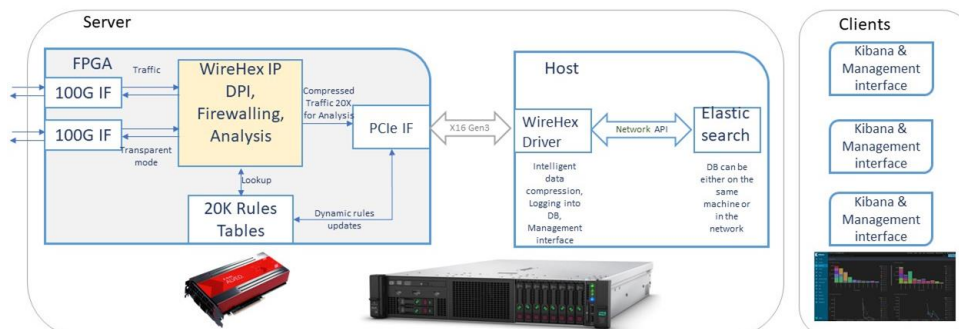 Server
FPGA
100G IF
100G IF
Traffic
Transparent
mode
WireHex IP
DPI,
Firewalling,
Analysis
Compressed
Traffic 20X
for Analysis
PCIe IF
Lookup
20K Rules
Tables
Dynamic rules
updates
X16 Gen3
Host
WireHex
Driver
Network API
Elastic
search
Intelligent
data
compression,
Logging into
DB,
Management
interface
DB can be
either on the
same
machine or
in the
network
Clients
Kibana &
Management
interface
Kibana &
Management
interface
Kibana &
Management
interface